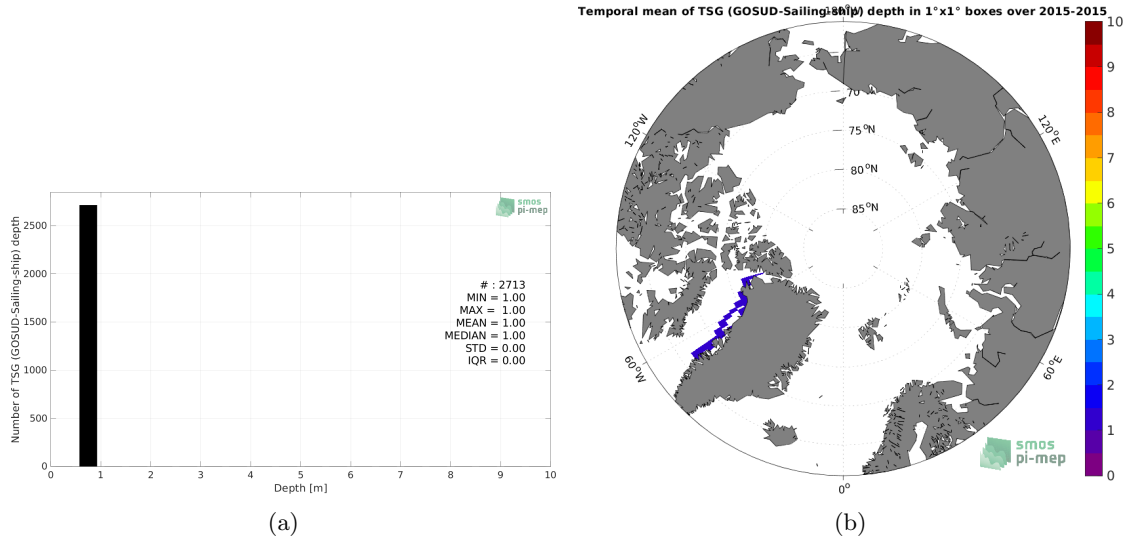 Temporal mean of TSG (GOSUD-Sailing-ship) depth in 1°x1° boxes over 2015-2015
Number of TSG (GOSUD-Sailing-ship) depth
2500
2000
1500
1000
500
0
0 1 2 3 4 5 6 7 8 9 10
Depth [m]
smos
pi-mep
# : 2713
MIN = 1.00
MAX = 1.00
MEAN = 1.00
MEDIAN = 1.00
STD = 0.00
IQR = 0.00
(a)
120°W
60°W
0°
60°E
120°E
70
75°N
80°N
85°N
10
9
8
7
6
5
4
3
2
1
0
smos
pi-mep
(b)